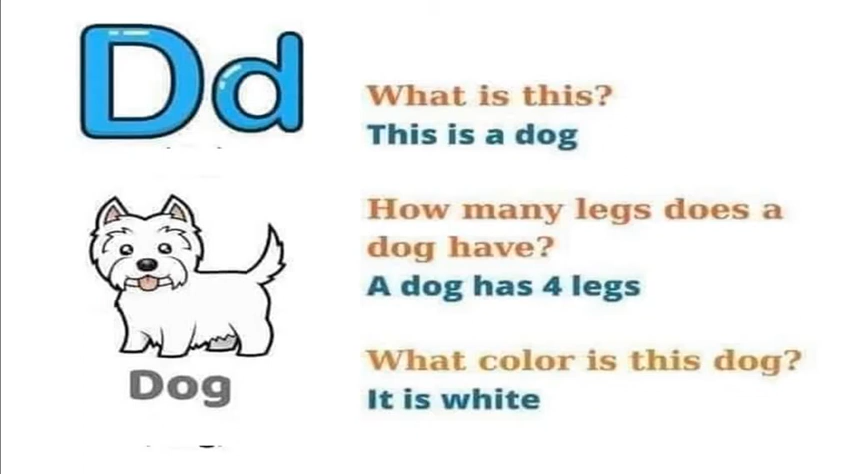 Dd
What is this?
This is a dog
How many legs does a
dog have?
A dog has 4 legs
What color is this dog?
It is white
Dog